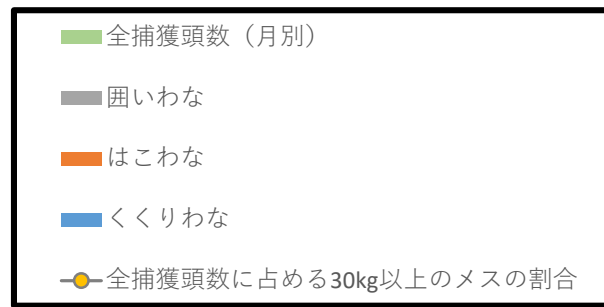 全捕獲頭数（月別）
囲いわな
はこわな
くくりわな
全捕獲頭数に占める30kg以上のメスの割合